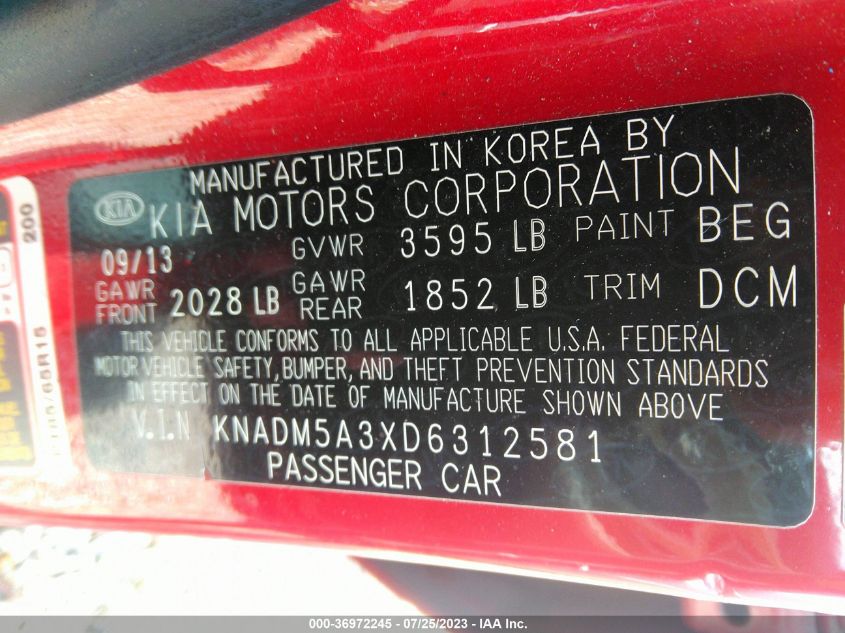 MANUFACTURED IN KOREA BY
KIA
KIA MOTORS CORPORATION
09/13 GVWR 3595 LB PAINT BEG
GAWR FRONT 2028 LB GAWR REAR 1852 LB TRIM DCM
THIS VEHICLE CONFORMS TO ALL APPLICABLE U.S.A. FEDERAL
MOTOR VEHICLE SAFETY, BUMPER, AND THEFT PREVENTION STANDARDS
IN EFFECT ON THE DATE OF MANUFACTURE SHOWN ABOVE
V.I.N KNADM5A3XD6312581
PASSENGER CAR
200
P185/65R15
000-36972245 - 07/25/2023 - IAAI Inc.